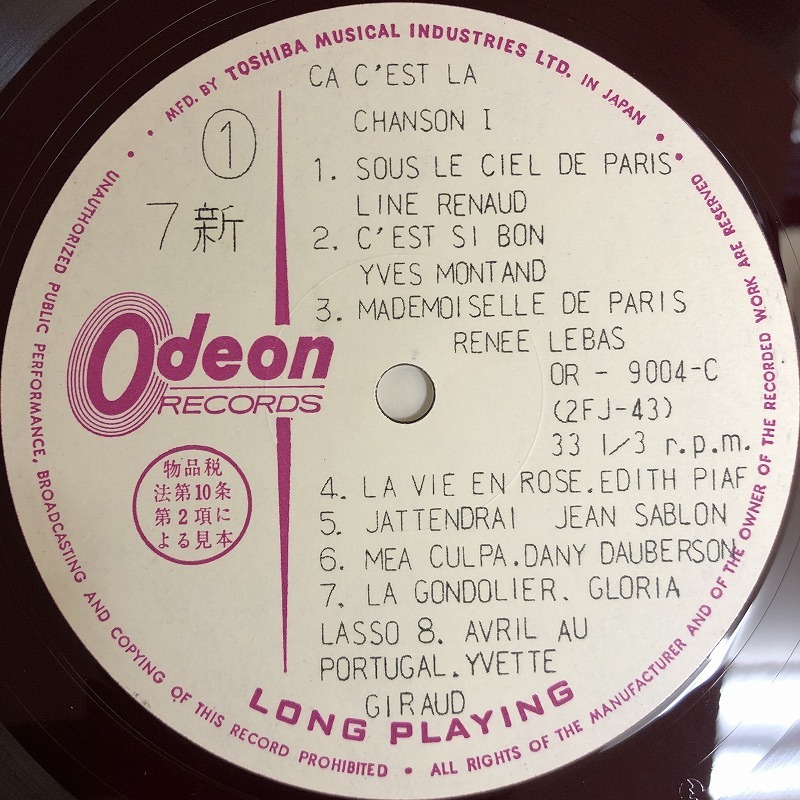 MFD. BY TOSHIBA MUSICAL INDUSTRIES LTD. IN JAPAN
CA C'EST LA
CHANSON I
①
7新
1. SOUS LE CIEL DE PARIS
LINE RENAUD
2. C'EST SI BON
YVES MONTAND
3. MADEMOISELLE DE PARIS
RENEE LEBAS
Odeon
RECORDS
OR - 9004-C
(2FJ-43)
33 1/3 r.p.m.
物品税
法第10条
第2項に
よる見本
4. LA VIE EN ROSE.EDITH PIAF
5. JATTENDRAI JEAN SABLON
6. MEA CULPA.DANY DAUBERSON
7. LA GONDOLIER. GLORIA
LASSO 8. AVRIL AU
PORTUGAL.YVETTE
GIRAUD
LONG PLAYING
UNAUTHORIZED PUBLIC PERFORMANCE, BROADCASTING AND COPYING OF THIS RECORD PROHIBITED • ALL RIGHTS OF THE MANUFACTURER AND OF THE OWNER OF THE RECORDED WORK ARE RESERVED